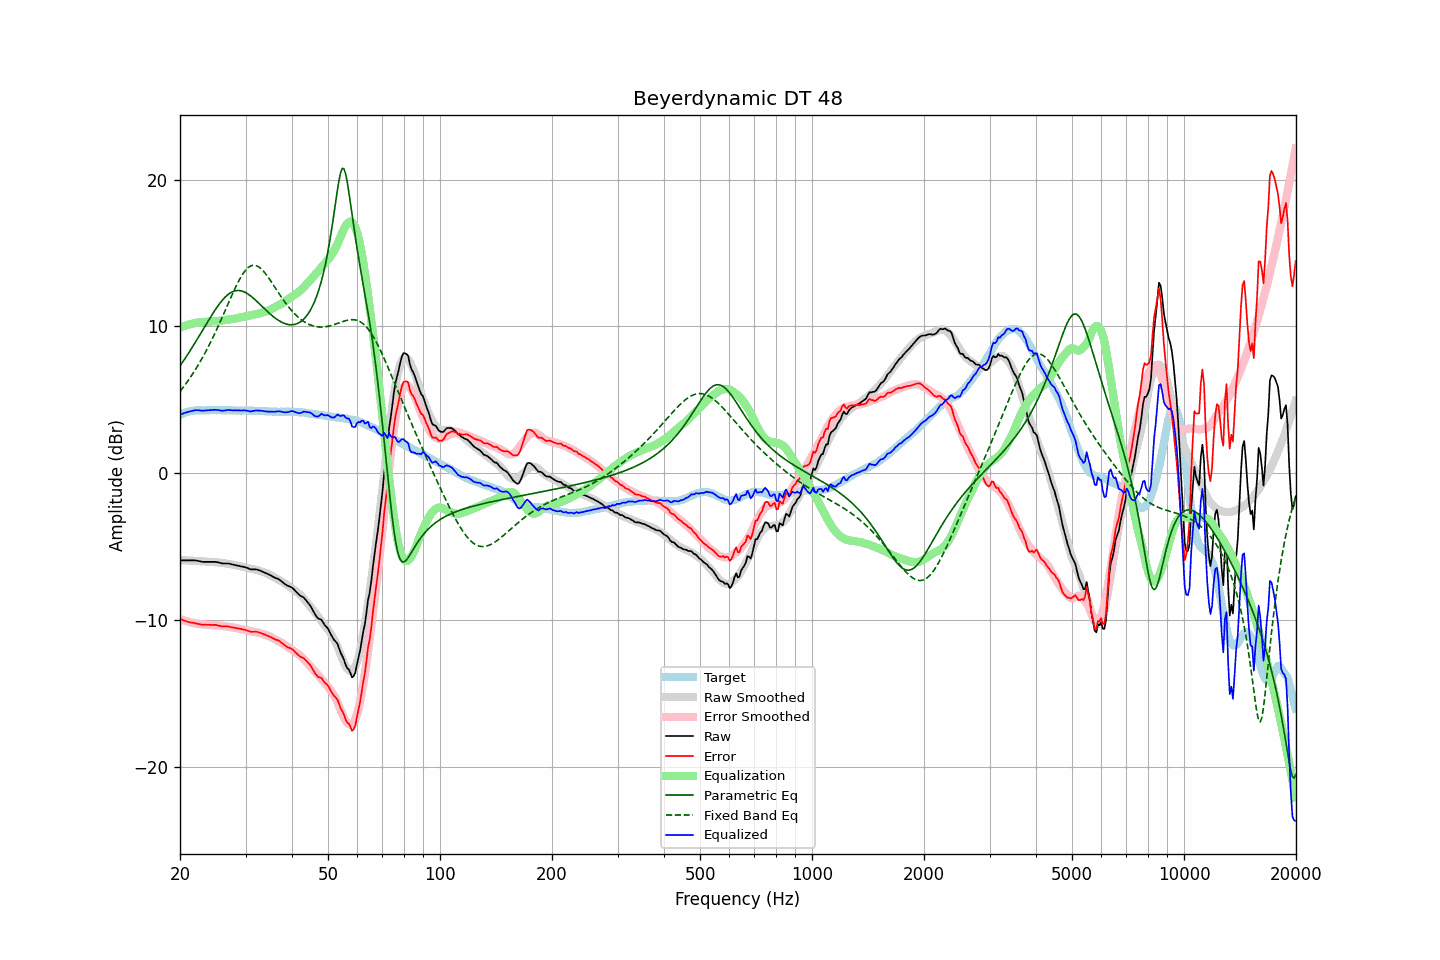 Beyerdynamic DT 48
Amplitude (dBr)
20
10
0
−10
−20
Target
Raw Smoothed
Error Smoothed
Raw
Error
Equalization
Parametric Eq
Fixed Band Eq
Equalized
20 50 100 200 500 1000 2000 5000 10000 20000
Frequency (Hz)